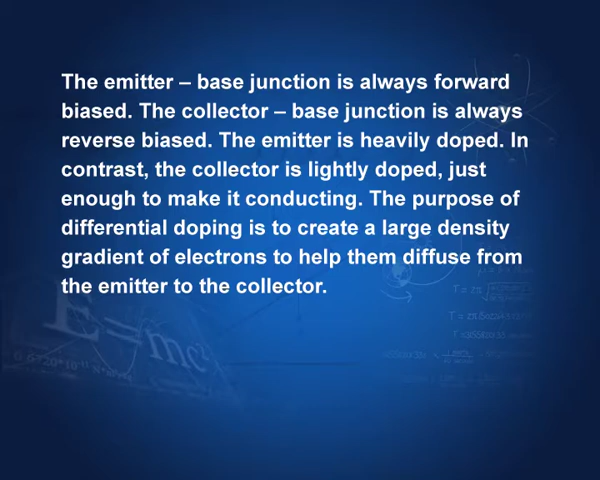 The emitter – base junction is always forward
biased. The collector – base junction is always
reverse biased. The emitter is heavily doped. In
contrast, the collector is lightly doped, just
enough to make it conducting. The purpose of
differential doping is to create a large density
gradient of electrons to help them diffuse from
the emitter to the collector.
E=mc²